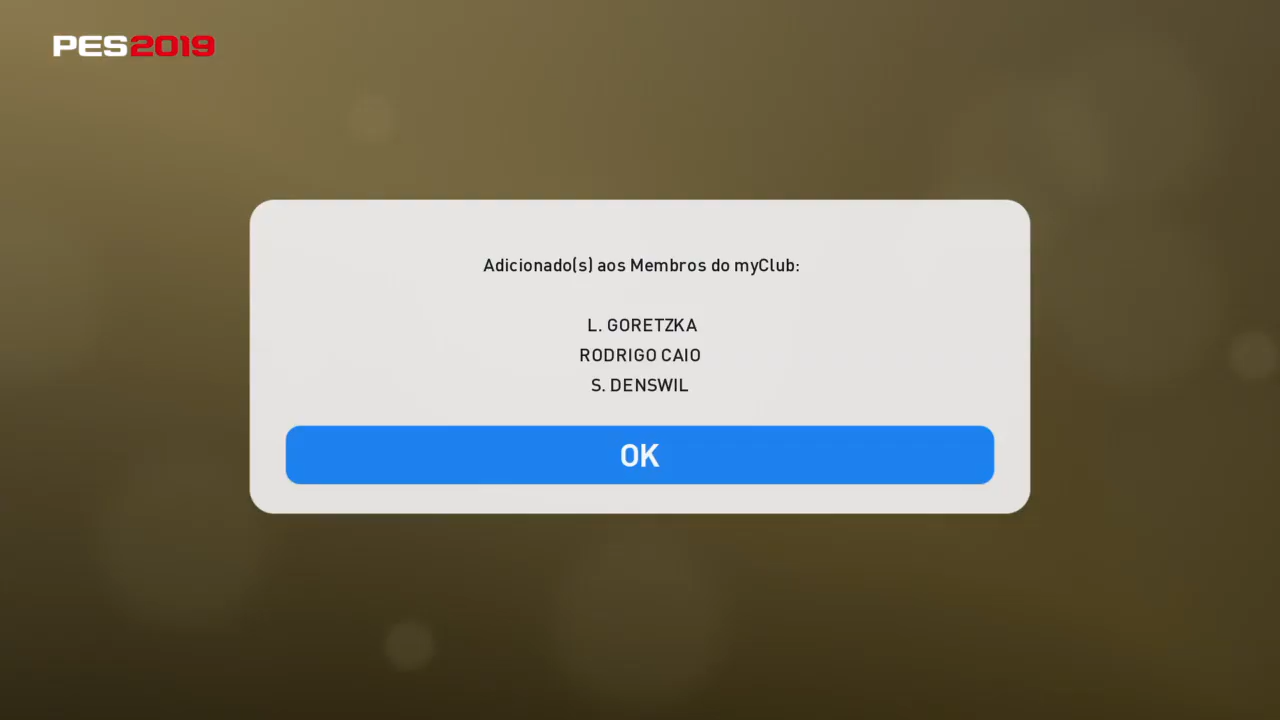 PES2019
Adicionado(s) aos Membros do myClub:
L. GORETZKA
RODRIGO CAIO
S. DENSWIL
OK